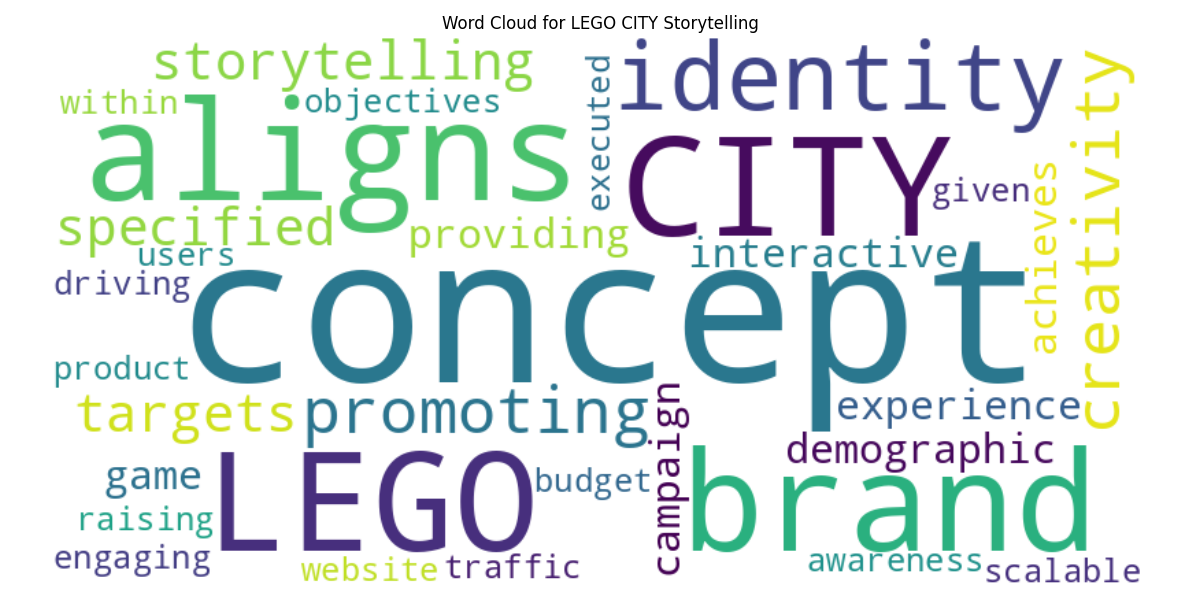 Word Cloud for LEGO CITY Storytelling
storytelling
identity
executed
creativity
within
objectives
aligns
CITY
given
achieves
specified
providing
interactive
users
driving
concept
product
targets
promoting
campaign
experience
demographic
game
LEGO
budget
brand
raising
engaging
website
traffic
awareness
scalable